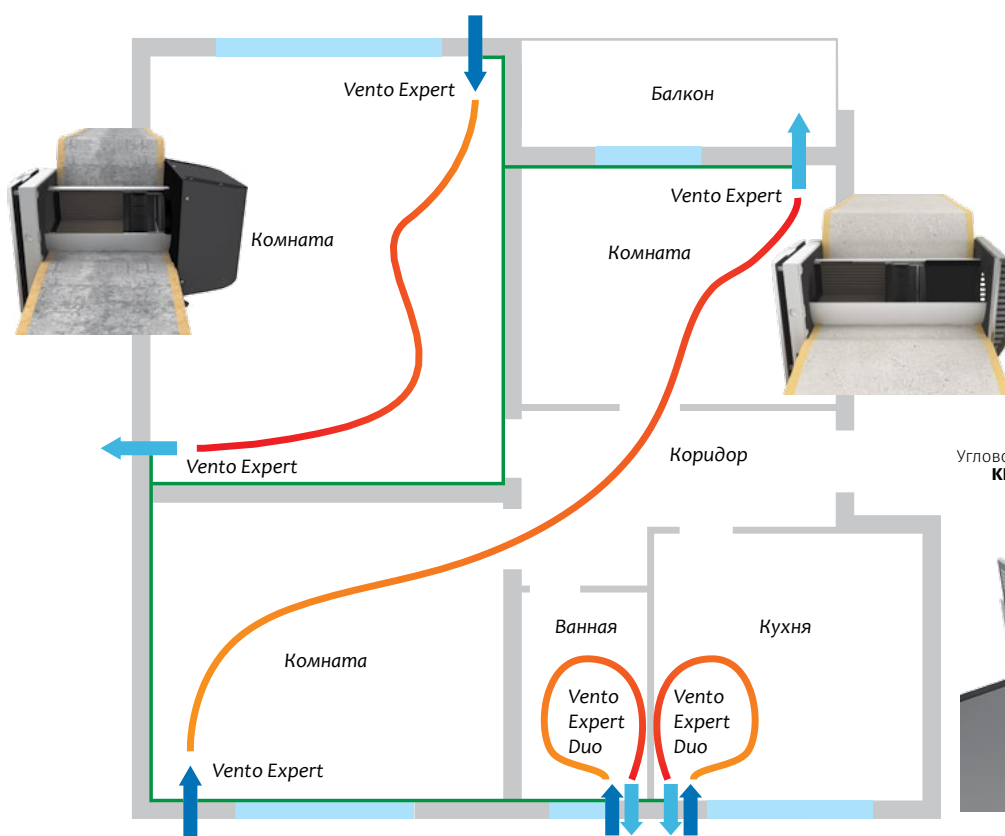 Vento Expert
Балкон
Vento Expert
Комната
Комната
Vento Expert
Коридор
Ванная
Кухня
Комната
Vento
Expert
Duo
Vento
Expert
Duo
Vento Expert